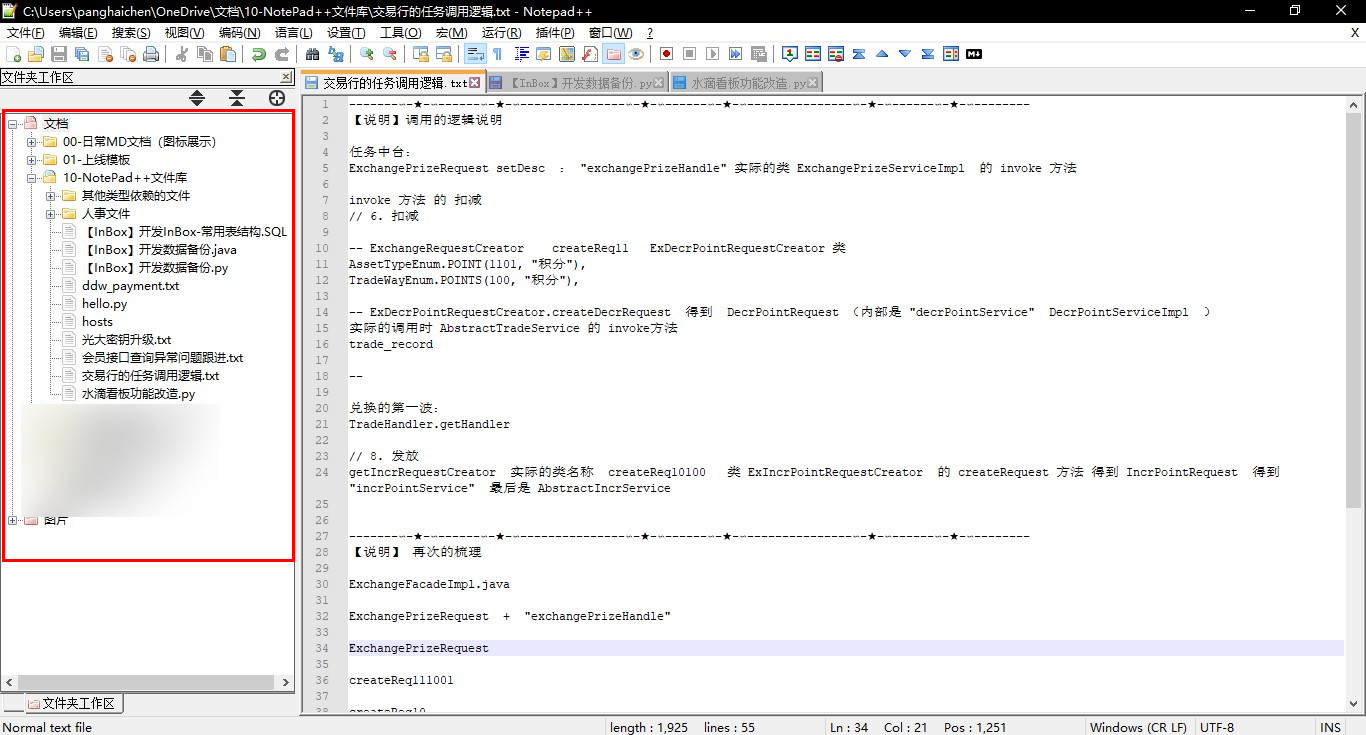 C:\Users\panghaichen\OneDrive\文档\10-NotePad++文件库\交易行的任务调用逻辑.txt - Notepad++
文件(F) 编辑(E) 搜索(S) 视图(V) 编码(N) 语言(L) 设置(T) 工具(O) 宏(M) 运行(R) 插件(P) 窗口(W) ? X
文件夹工作区
交易行的任务调用逻辑.txt 【InBox】开发数据备份.py 水滴看板功能改造.py
文档
00-日常MD文档（图标展示）
01-上线模板
10-NotePad++文件库
其他类型依赖的文件
人事文件
【InBox】开发InBox-常用表结构.SQL
【InBox】开发数据备份.java
【InBox】开发数据备份.py
ddw_payment.txt
hello.py
hosts
光大密钥升级.txt
会员接口查询异常问题跟进.txt
交易行的任务调用逻辑.txt
水滴看板功能改造.py
图片
文件夹工作区
1 ---------★---------★-----------------★---------★-----------------★---------★----------
2 【说明】调用的逻辑说明
3
4 任务中台：
5 ExchangePrizeRequest setDesc ： "exchangePrizeHandle" 实际的类 ExchangePrizeServiceImpl 的 invoke 方法
6
7 invoke 方法 的 扣减
8 // 6. 扣减
9
10 -- ExchangeRequestCreator createReq11 ExDecrPointRequestCreator 类
11 AssetTypeEnum.POINT(1101, "积分"),
12 TradeWayEnum.POINTS(100, "积分"),
13
14 -- ExDecrPointRequestCreator.createDecrRequest 得到 DecrPointRequest （内部是 "decrPointService" DecrPointServiceImpl ）
15 实际的调用时 AbstractTradeService 的 invoke方法
16 trade_record
17
18 --
19
20 兑换的第一波：
21 TradeHandler.getHandler
22
23 // 8. 发放
24 getIncrRequestCreator 实际的类名称 createReq10100 类 ExIncrPointRequestCreator 的 createRequest 方法 得到 IncrPointRequest 得到
"incrPointService" 最后是 AbstractIncrService
25
26
27 ---------★---------★-----------------★---------★-----------------★---------★----------
28 【说明】 再次的梳理
29
30 ExchangeFacadeImpl.java
31
32 ExchangePrizeRequest + "exchangePrizeHandle"
33
34 ExchangePrizeRequest
35
36 createReq111001
37
38 createReq10
Normal text file length : 1,925 lines : 55 Ln : 34 Col : 21 Pos : 1,251 Windows (CR LF) UTF-8 INS